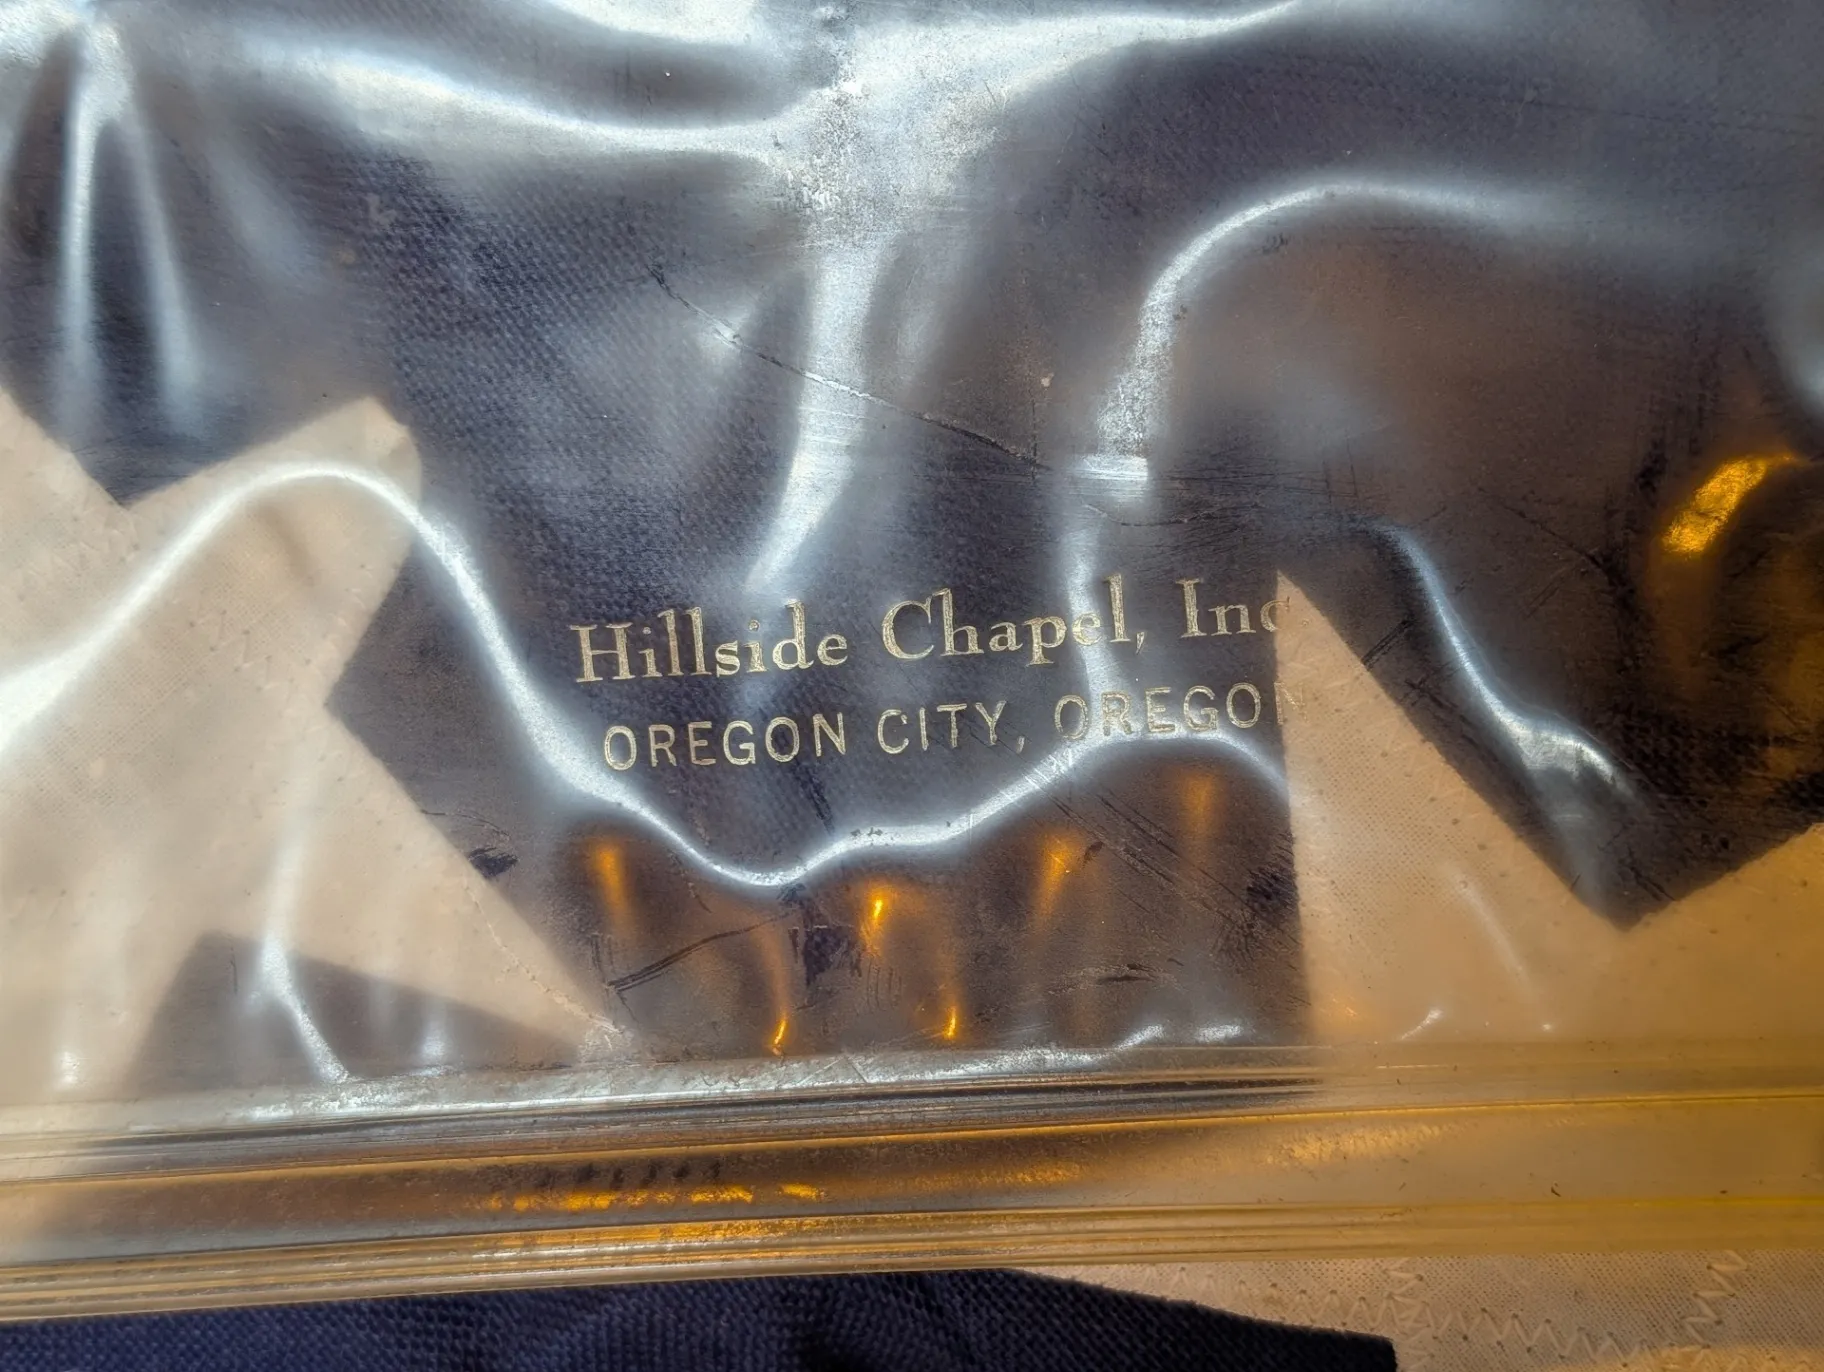 Hillside Chapel, Inc
OREGON CITY, OREGON